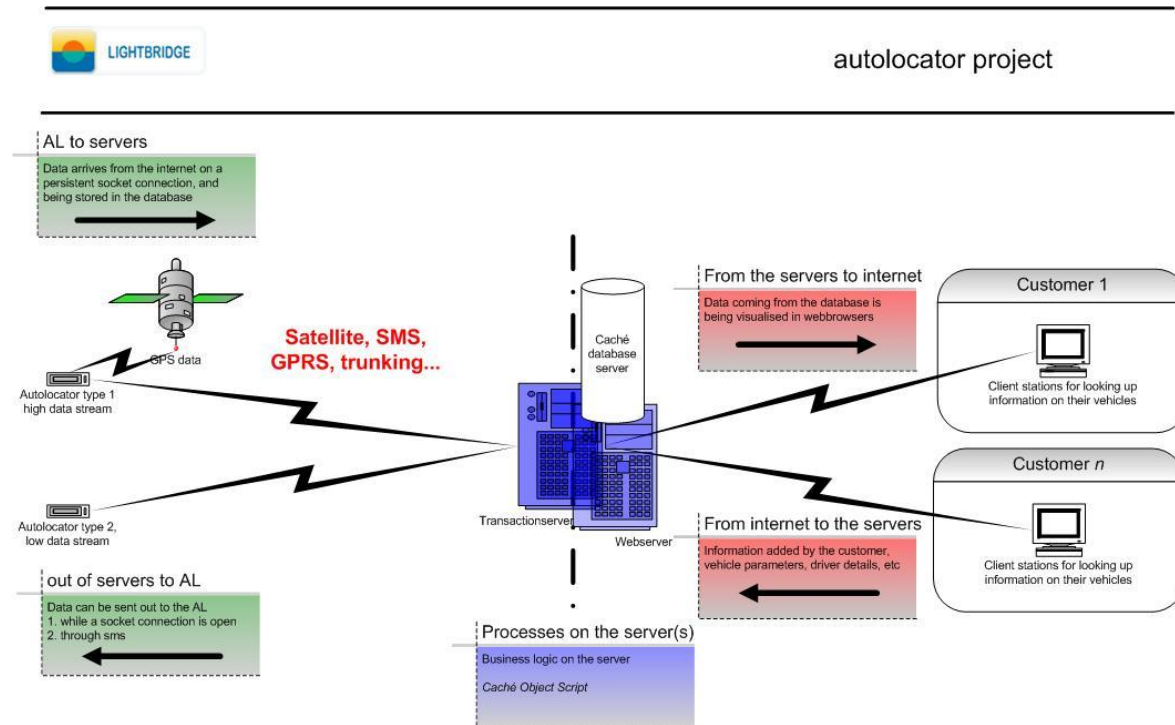 LIGHTBRIDGE
autolocator project
AL to servers
Data arrives from the internet on a
persistent socket connection, and
being stored in the database
GPS data
Autolocator type 1
high data stream
Satellite, SMS,
GPRS, trunking...
Autolocator type 2,
low data stream
out of servers to AL
Data can be sent out to the AL
1. while a socket connection is open
2. through sms
Caché
database
server
Transactionserver
Webserver
Processes on the server(s)
Business logic on the server
Caché Object Script
From the servers to internet
Data coming from the database is
being visualised in webbrowsers
From internet to the servers
Information added by the customer,
vehicle parameters, driver details, etc
Customer 1
Client stations for looking up
information on their vehicles
Customer n
Client stations for looking up
information on their vehicles